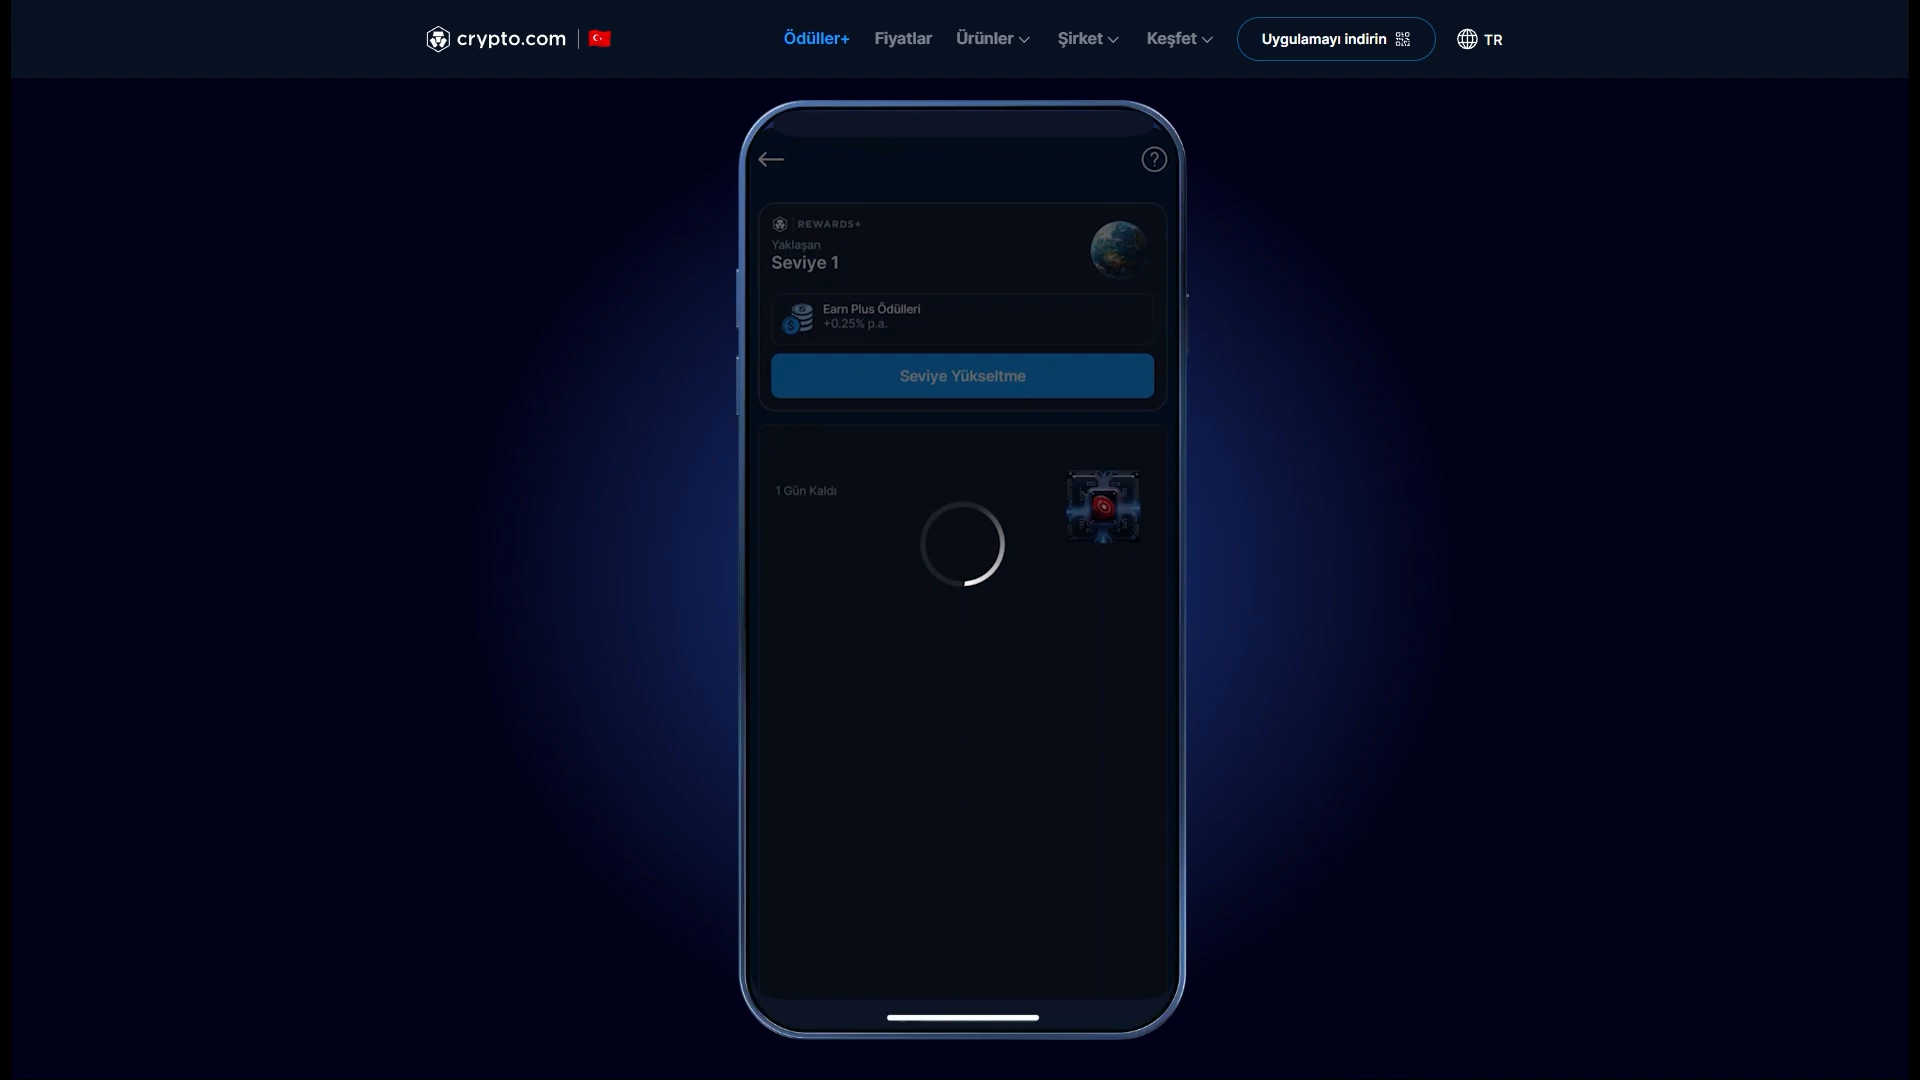 crypto.com
Ödüller+ Fiyatlar Ürünler Şirket Keşfet Uygulamayı indirin TR
REWARDS+
Yaklaşan
Seviye 1
Earn Plus Ödülleri
+0.25% p.a.
Seviye Yükseltme
1 Gün Kaldı